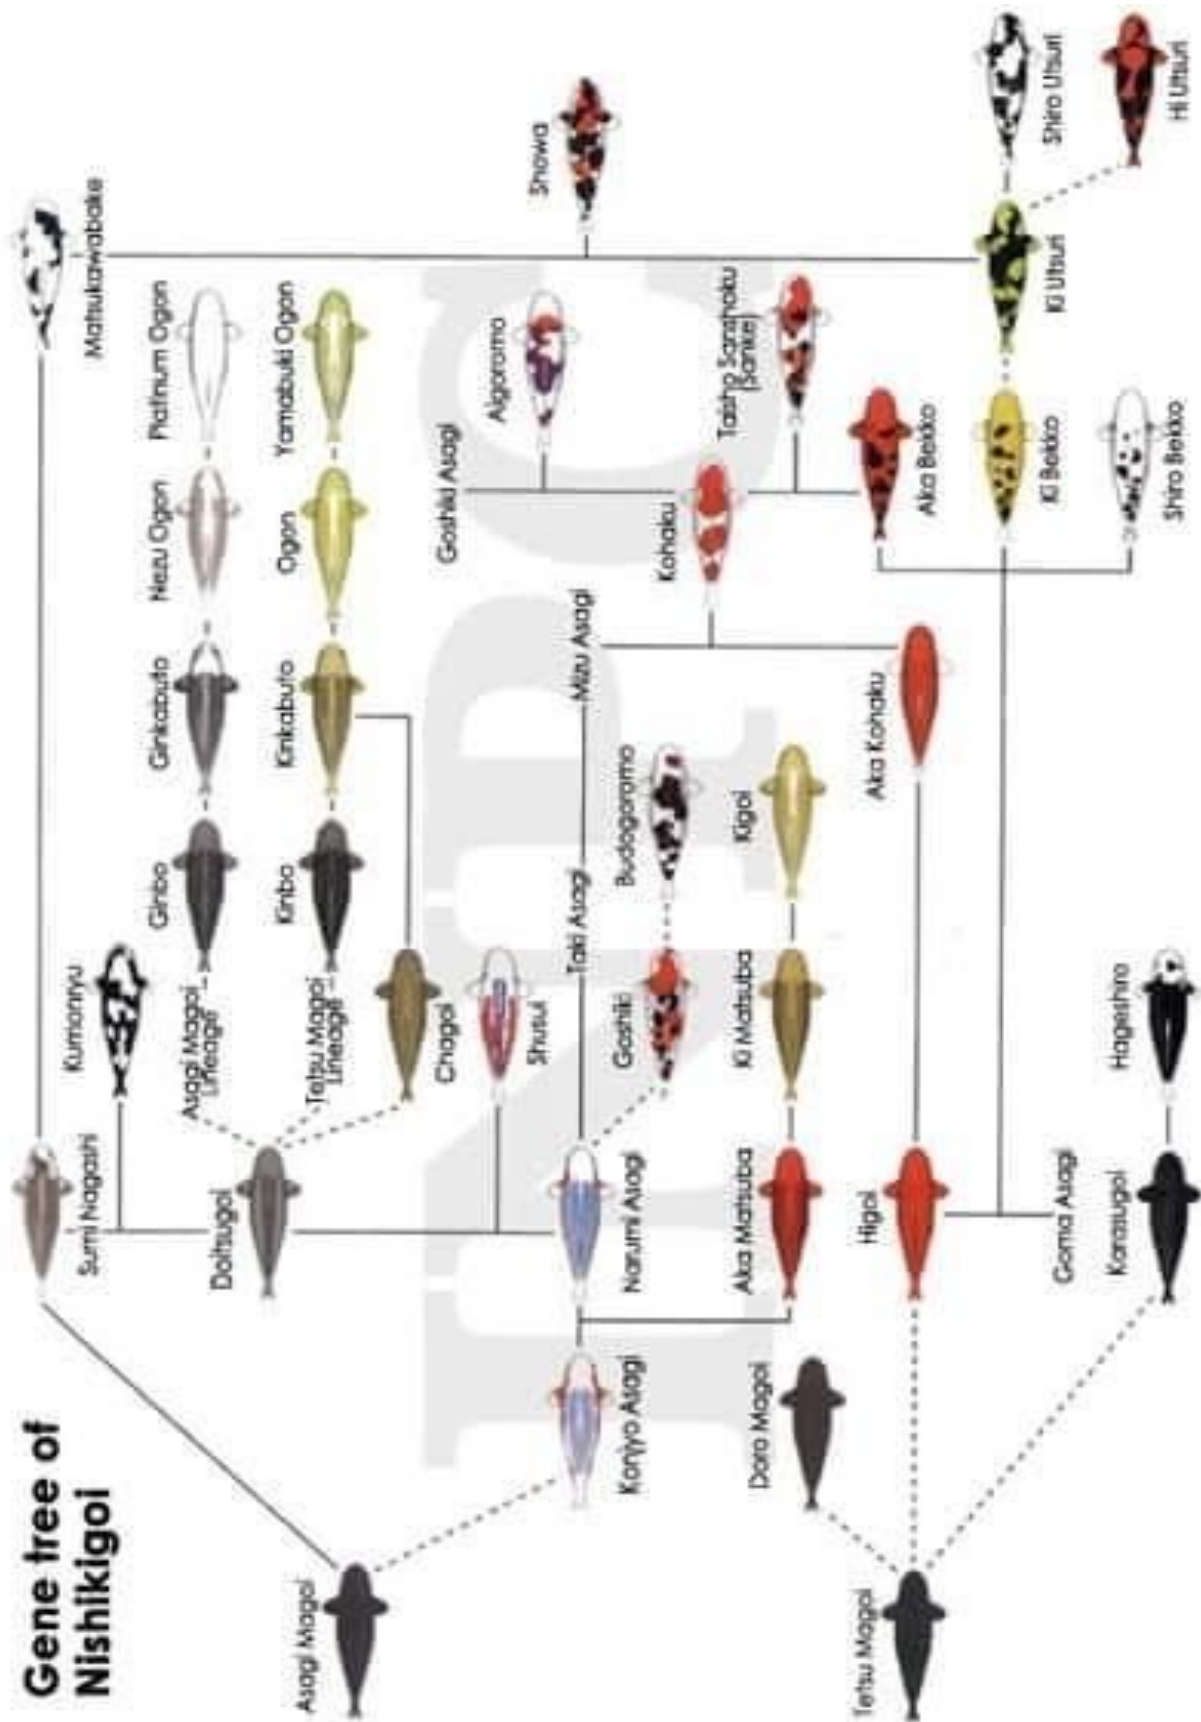 Gene tree of
Nishikigoi
Asagi Magoi
Tetsu Magoi
Konjyo Asagi
Doro Magoi
Sumi Nagashi
Doitsugoi
Narumi Asagi
Aka Matsuba
Higoi
Goma Asagi
Karasugoi
Kumonryu
Asagi Magoi
Lineage
Tetsu Magoi
Lineage
Chagoi
Shusui
Taki Asagi
Goshiki
Ki Matsuba
Hageshiro
Ginbo
Kinbo
Budogoromo
Kigoi
Aka Kohaku
Ginkabuto
Kinkabuto
Mizu Asagi
Nezu Ogon
Ogon
Goshiki Asagi
Kohaku
Aka Bekko
Ki Bekko
Shiro Bekko
Matsukawabake
Platinum Ogon
Yamabuki Ogon
Aigoromo
Taisho Sanshoku
(Sanke)
Ki Utsuri
Showa
Shiro Utsuri
Hi Utsuri